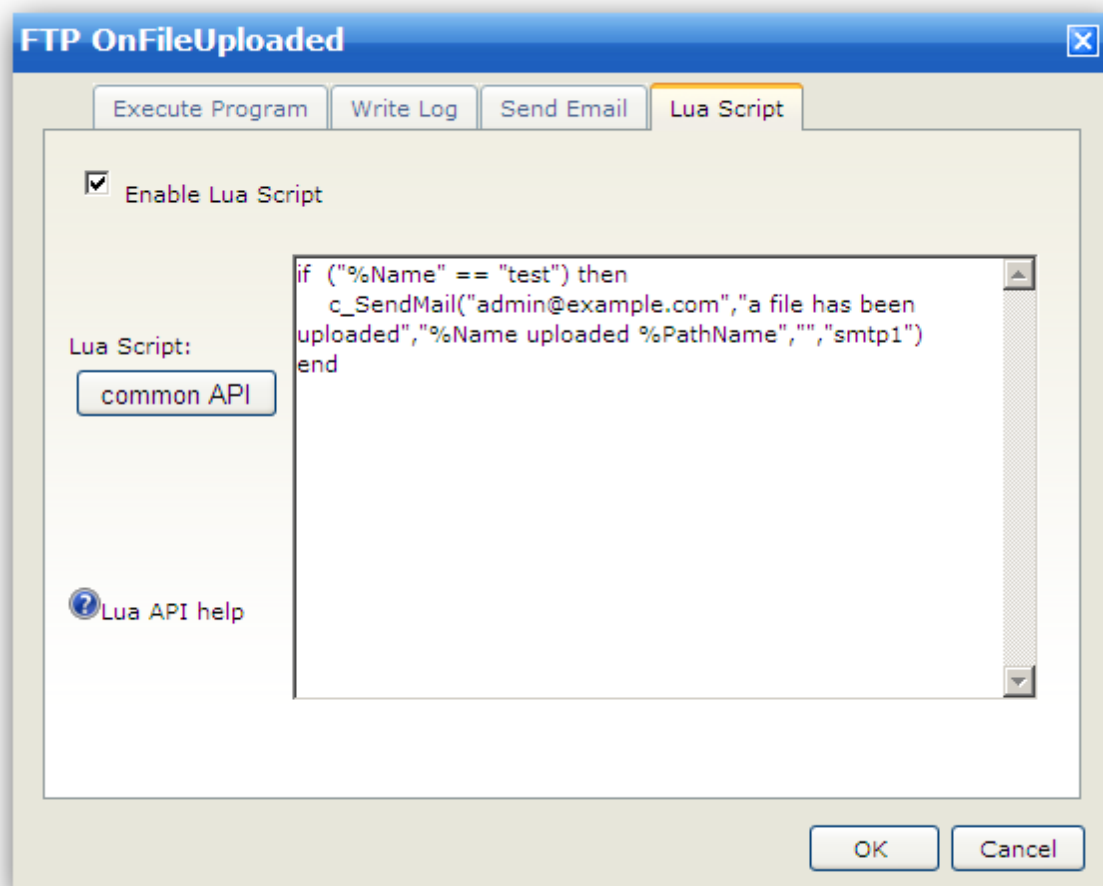 FTP OnFileUploaded
Execute Program
Write Log
Send Email
Lua Script
Enable Lua Script
if  ("%Name" == "test") then
    c_SendMail("admin@example.com","a file has been
uploaded","%Name uploaded %PathName","","smtp1")
end
Lua Script:
common API
Lua API help
OK
Cancel